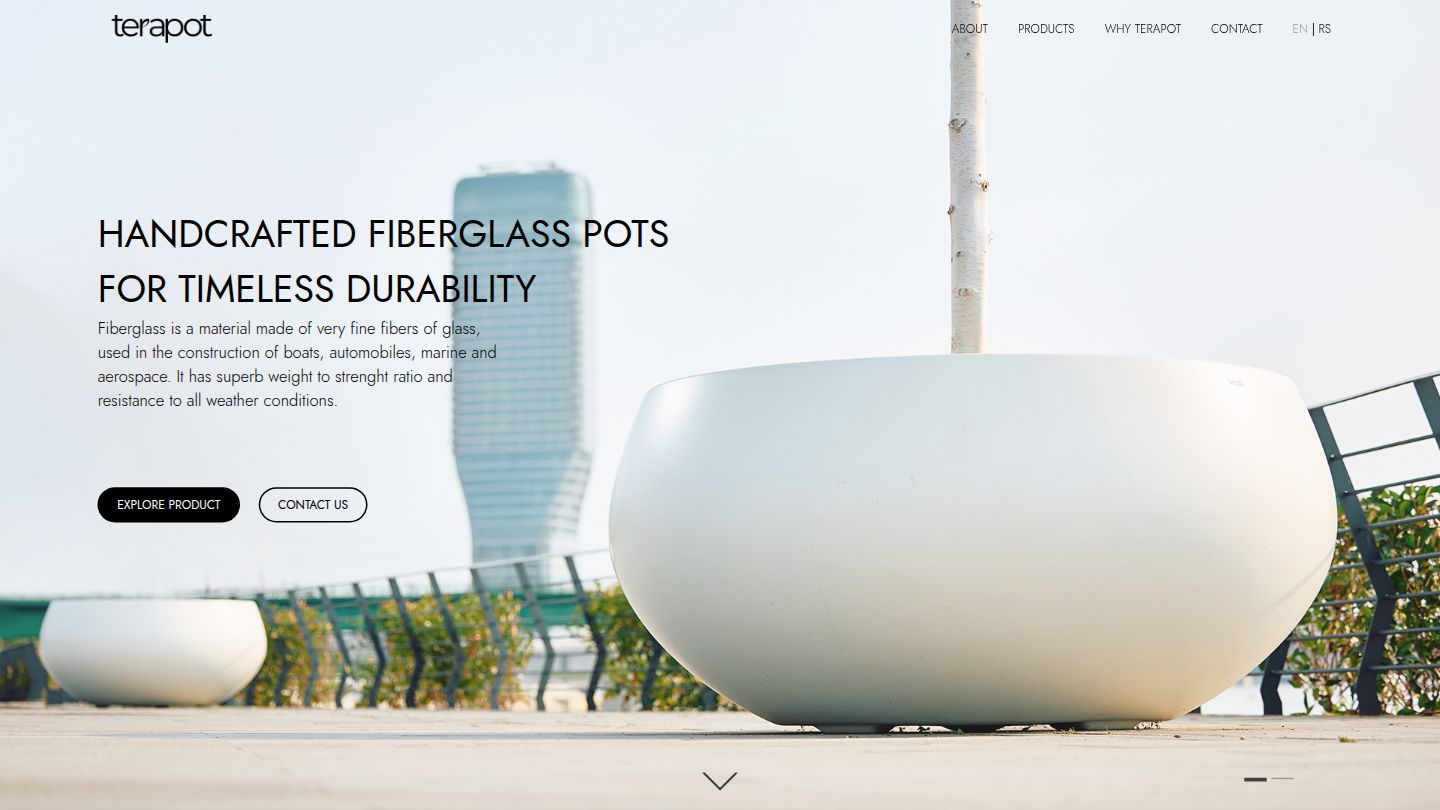 terapot
ABOUT PRODUCTS WHY TERAPOT CONTACT EN | RS
HANDCRAFTED FIBERGLASS POTS
FOR TIMELESS DURABILITY
Fiberglass is a material made of very fine fibers of glass,
used in the construction of boats, automobiles, marine and
aerospace. It has superb weight to strenght ratio and
resistance to all weather conditions.
EXPLORE PRODUCT CONTACT US